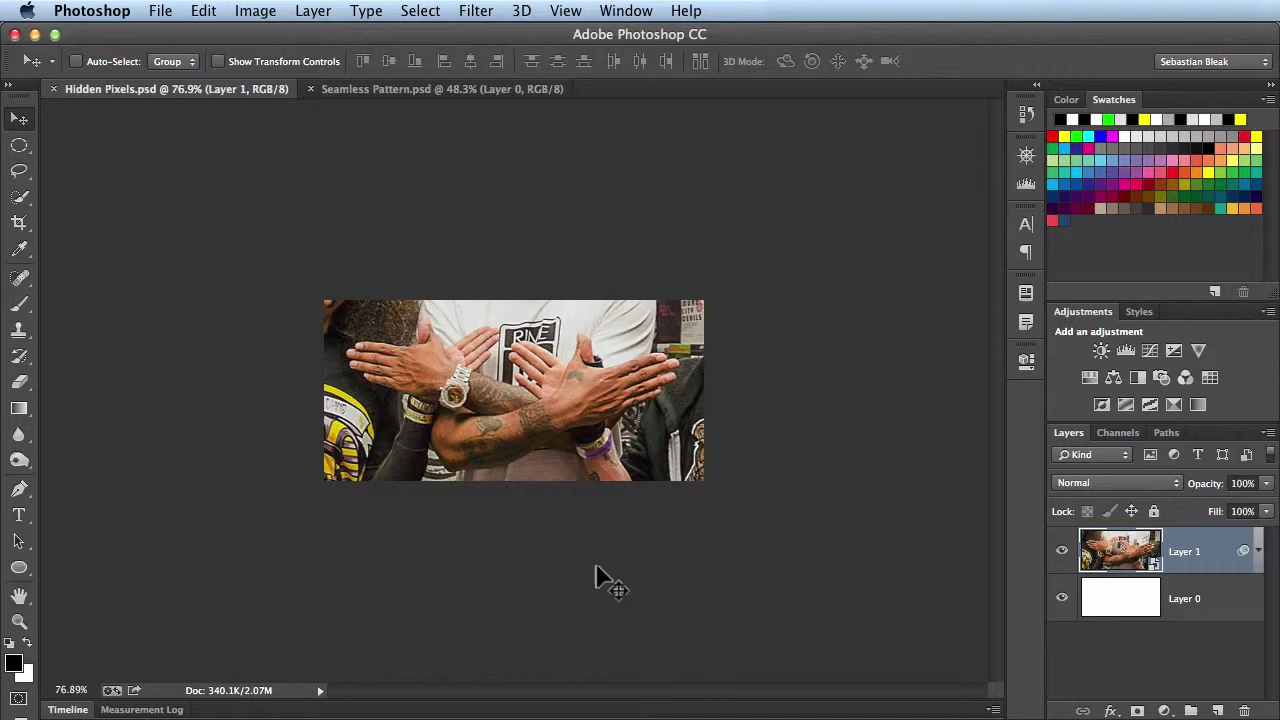 Photoshop File Edit Image Layer Type Select Filter 3D View Window Help
Adobe Photoshop CC
Auto-Select: Group Show Transform Controls 3D Mode: Sebastian Bleak
Hidden Pixels.psd @ 76.9% (Layer 1, RGB/8) Seamless Pattern.psd @ 48.3% (Layer 0, RGB/8)
Color Swatches
Adjustments Styles
Add an adjustment
RINE
CITY
DEVILS
Layers Channels Paths
Kind
Normal Opacity: 100%
Lock: Fill: 100%
Layer 1
Layer 0
76.89% Doc: 340.1K/2.07M
Timeline Measurement Log